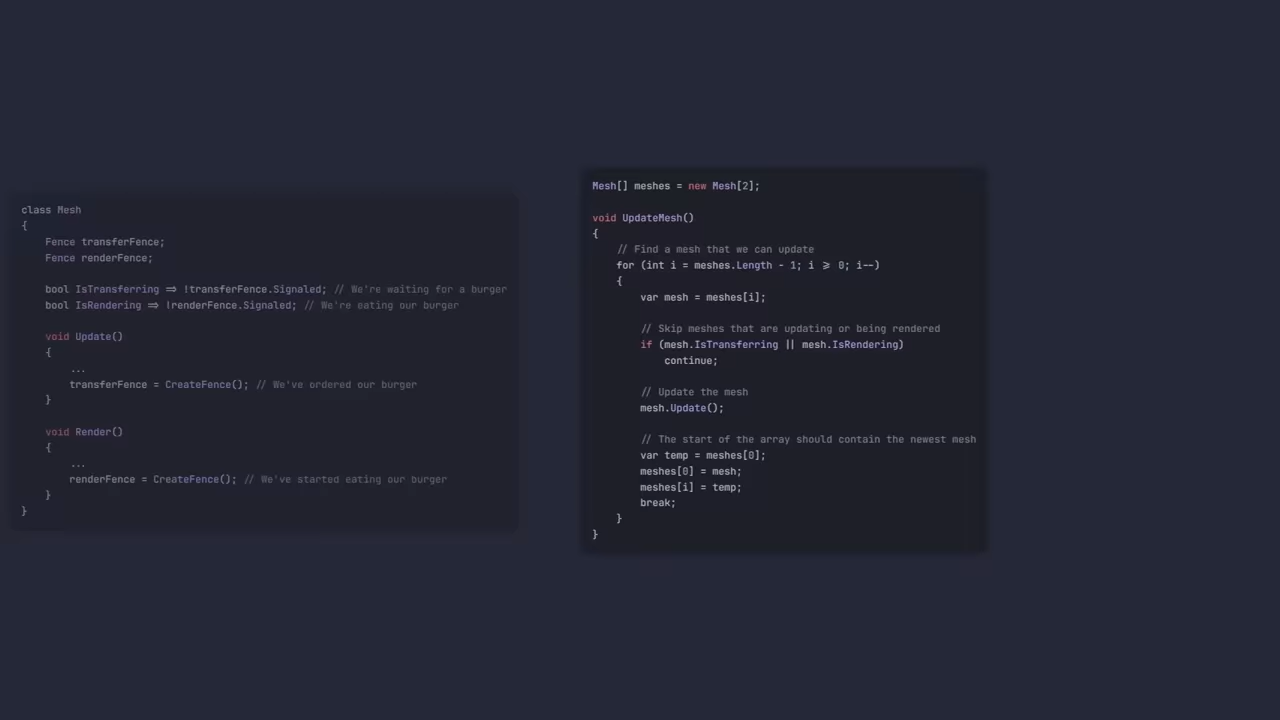 class Mesh
{
    Fence transferFence;
    Fence renderFence;

    bool IsTransferring => !transferFence.Signaled; // We're waiting for a burger
    bool IsRendering => !renderFence.Signaled; // We're eating our burger

    void Update()
    {
        ...
        transferFence = CreateFence(); // We've ordered our burger
    }

    void Render()
    {
        ...
        renderFence = CreateFence(); // We've started eating our burger
    }
}
Mesh[] meshes = new Mesh[2];

void UpdateMesh()
{
    // Find a mesh that we can update
    for (int i = meshes.Length - 1; i >= 0; i--)
    {
        var mesh = meshes[i];

        // Skip meshes that are updating or being rendered
        if (mesh.IsTransferring || mesh.IsRendering)
            continue;

        // Update the mesh
        mesh.Update();

        // The start of the array should contain the newest mesh
        var temp = meshes[0];
        meshes[0] = mesh;
        meshes[i] = temp;
        break;
    }
}